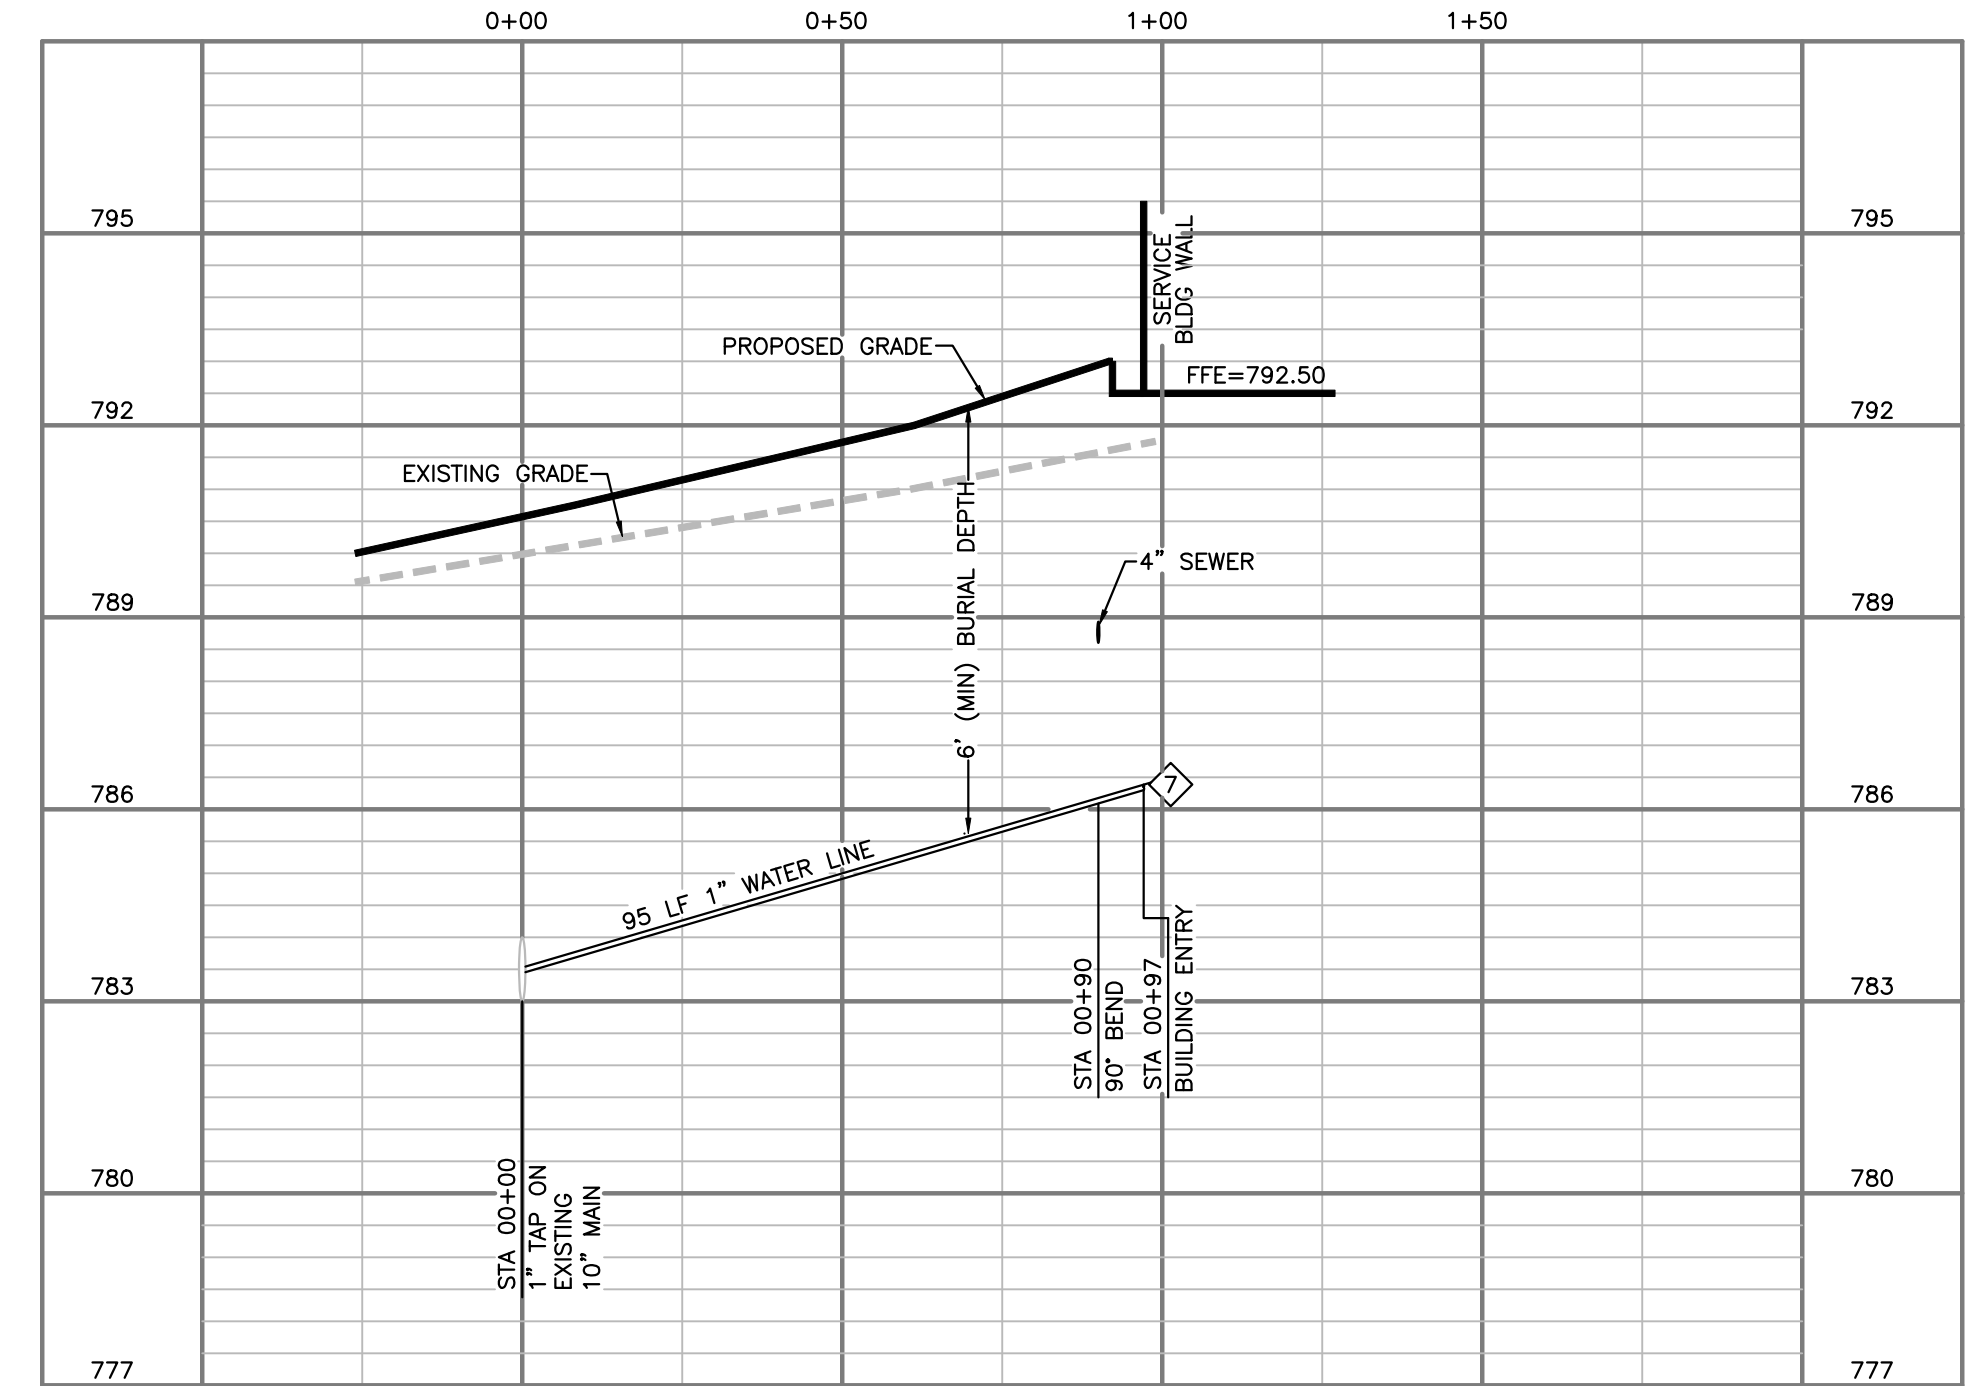 0+00 0+50 1+00 1+50
795 795
SERVICE
BLDG WALL
PROPOSED GRADE
FFE=792.50
792 792
EXISTING GRADE
6' (MIN) BURIAL DEPTH
4" SEWER
789 789
7
786 786
95 LF 1" WATER LINE
STA 00+90
90° BEND
STA 00+97
BUILDING ENTRY
783 783
STA 00+00
1" TAP ON
EXISTING
10" MAIN
780 780
777 777